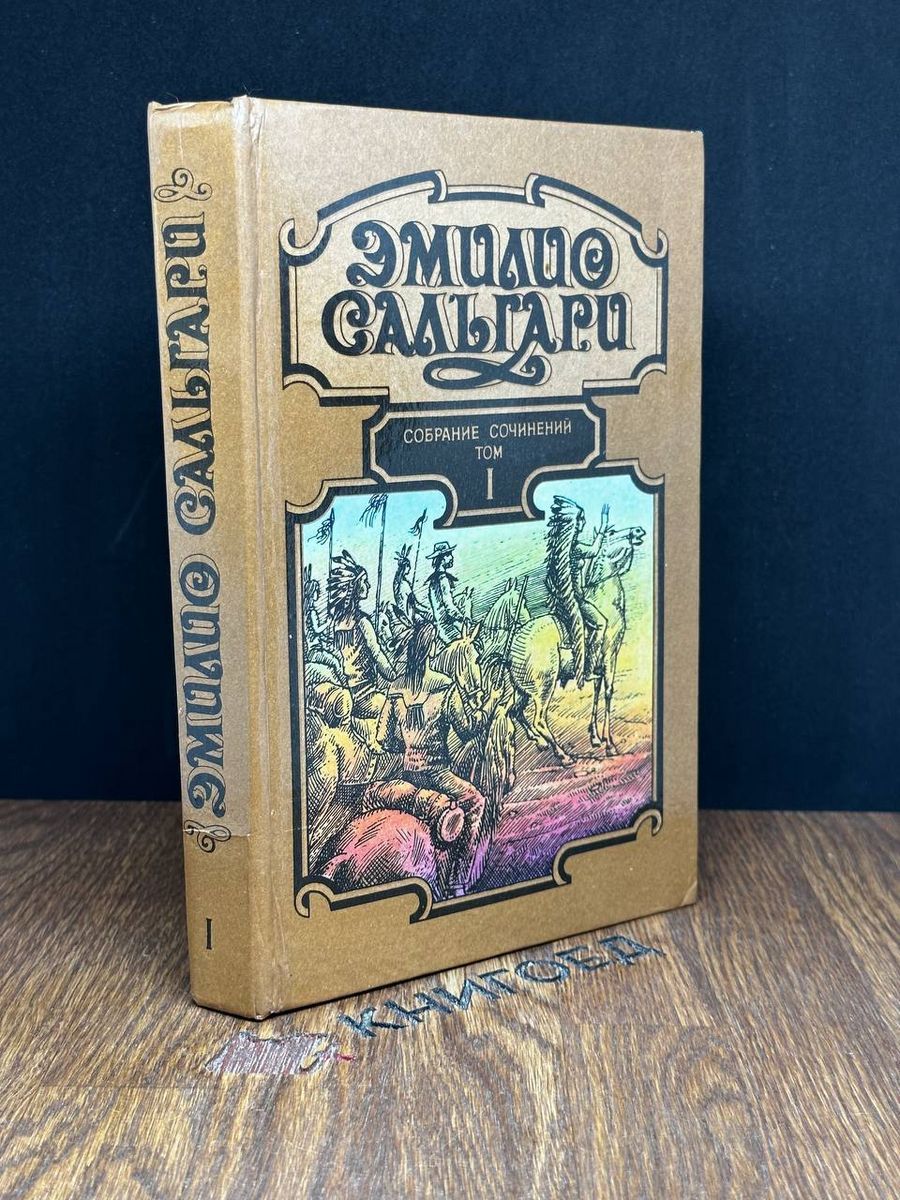 ЭМИЛИО
САЛЬГАРИ
СОБРАНИЕ СОЧИНЕНИЙ
ТОМ
I
ЭМИЛИО САЛЬГАРИ
I
КНИГОЕД